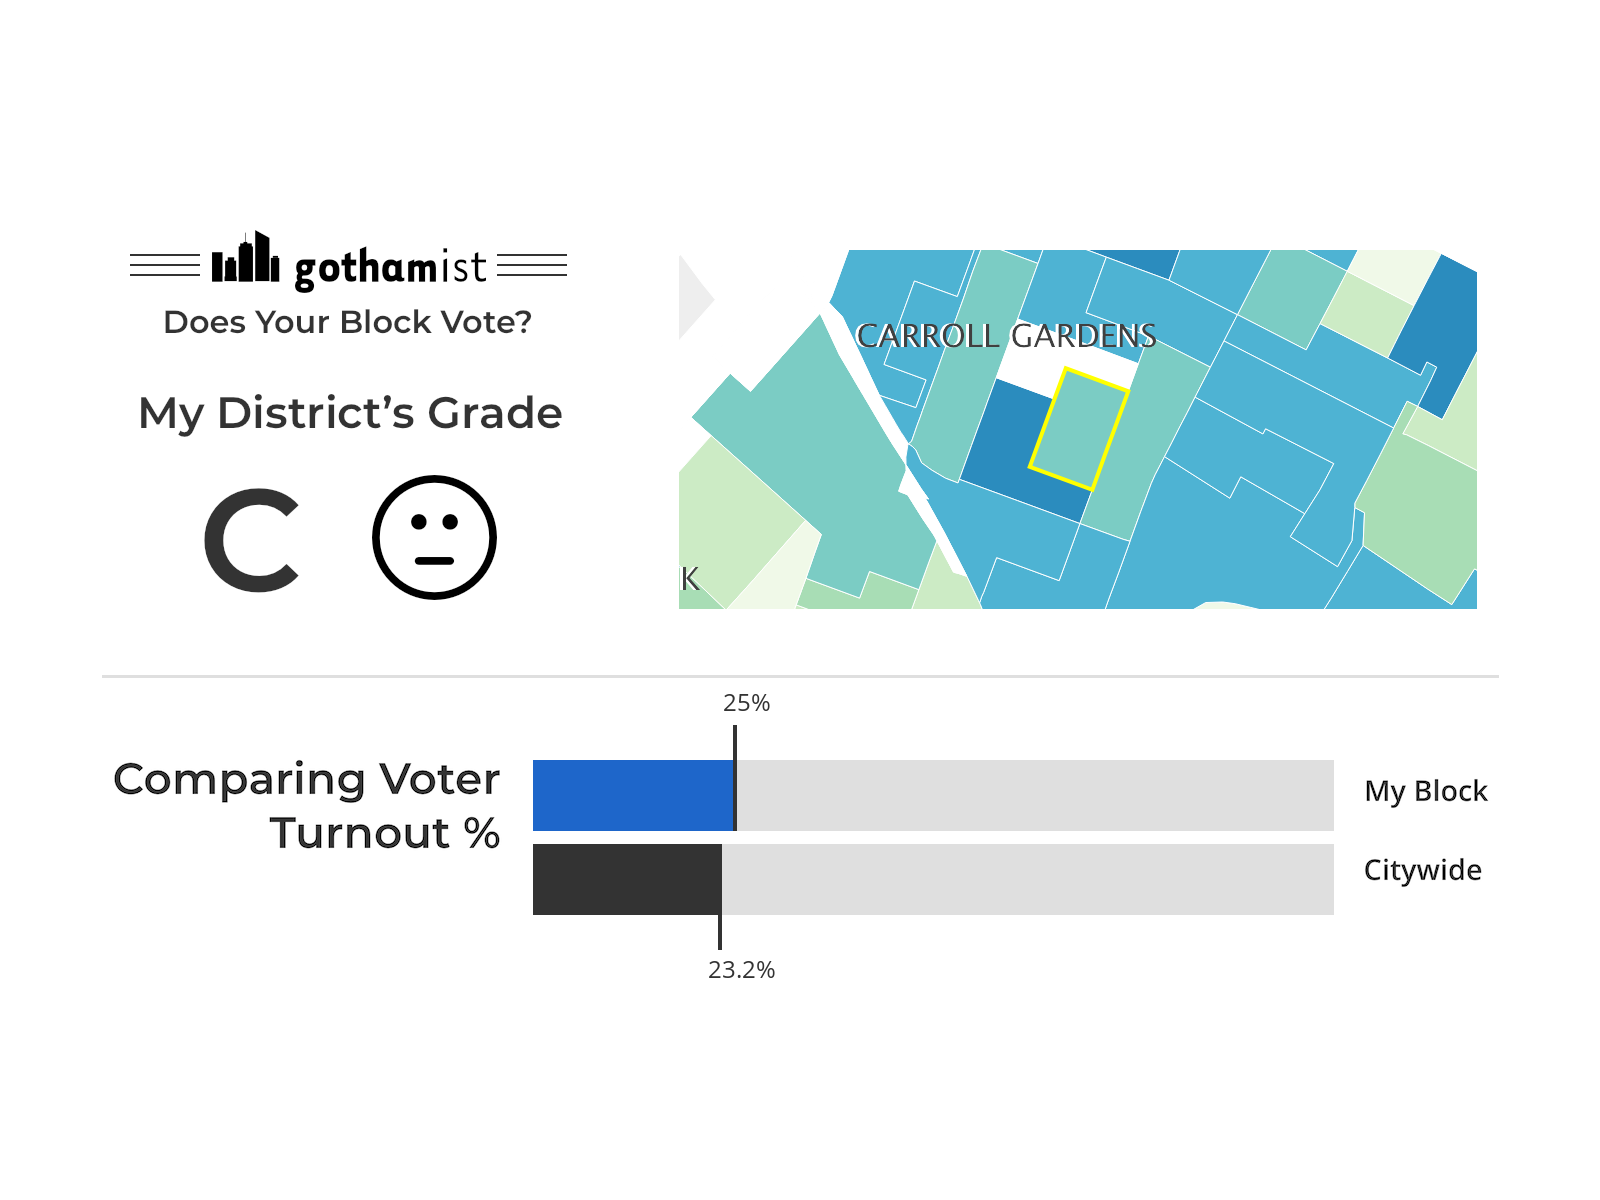 gothamist
Does Your Block Vote?
My District's Grade
C
CARROLL GARDENS
K
25%
Comparing Voter
Turnout %
My Block
Citywide
23.2%